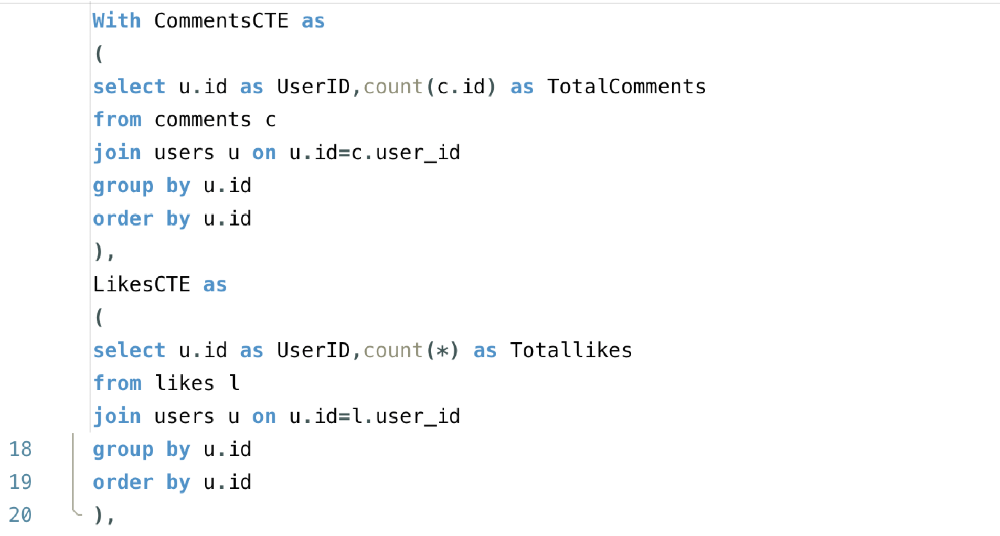 With CommentsCTE as
(
select u.id as UserID,count(c.id) as TotalComments
from comments c
join users u on u.id=c.user_id
group by u.id
order by u.id
),
LikesCTE as
(
select u.id as UserID,count(*) as Totallikes
from likes l
join users u on u.id=l.user_id
18 group by u.id
19 order by u.id
20 ),